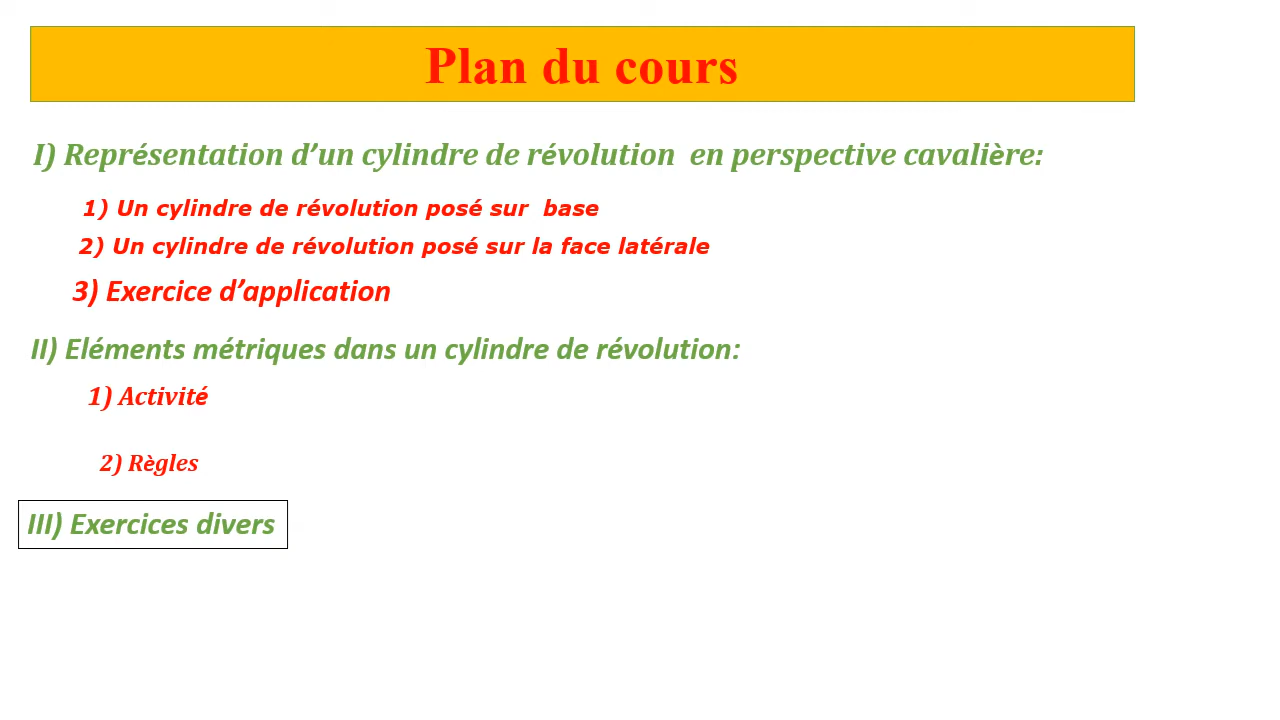 Plan du cours
I) Représentation d’un cylindre de révolution en perspective cavalière:
1) Un cylindre de révolution posé sur base
2) Un cylindre de révolution posé sur la face latérale
3) Exercice d’application
II) Eléments métriques dans un cylindre de révolution:
1) Activité
2) Règles
III) Exercices divers